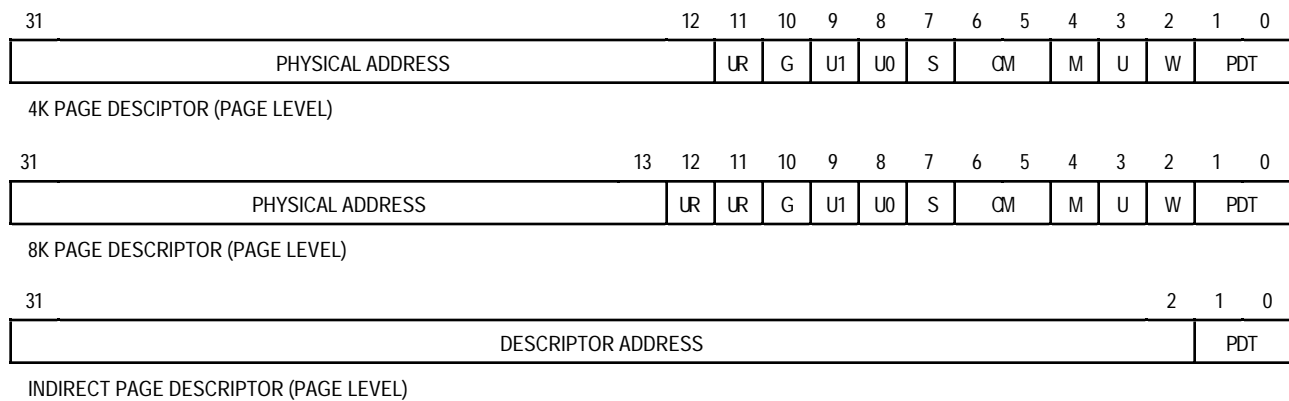 31 12 11 10 9 8 7 6 5 4 3 2 1 0
PHYSICAL ADDRESS UR G U1 U0 S CM M U W PDT
4K PAGE DESCIPTOR (PAGE LEVEL)
31 13 12 11 10 9 8 7 6 5 4 3 2 1 0
PHYSICAL ADDRESS UR UR G U1 U0 S CM M U W PDT
8K PAGE DESCRIPTOR (PAGE LEVEL)
31 2 1 0
DESCRIPTOR ADDRESS PDT
INDIRECT PAGE DESCRIPTOR (PAGE LEVEL)